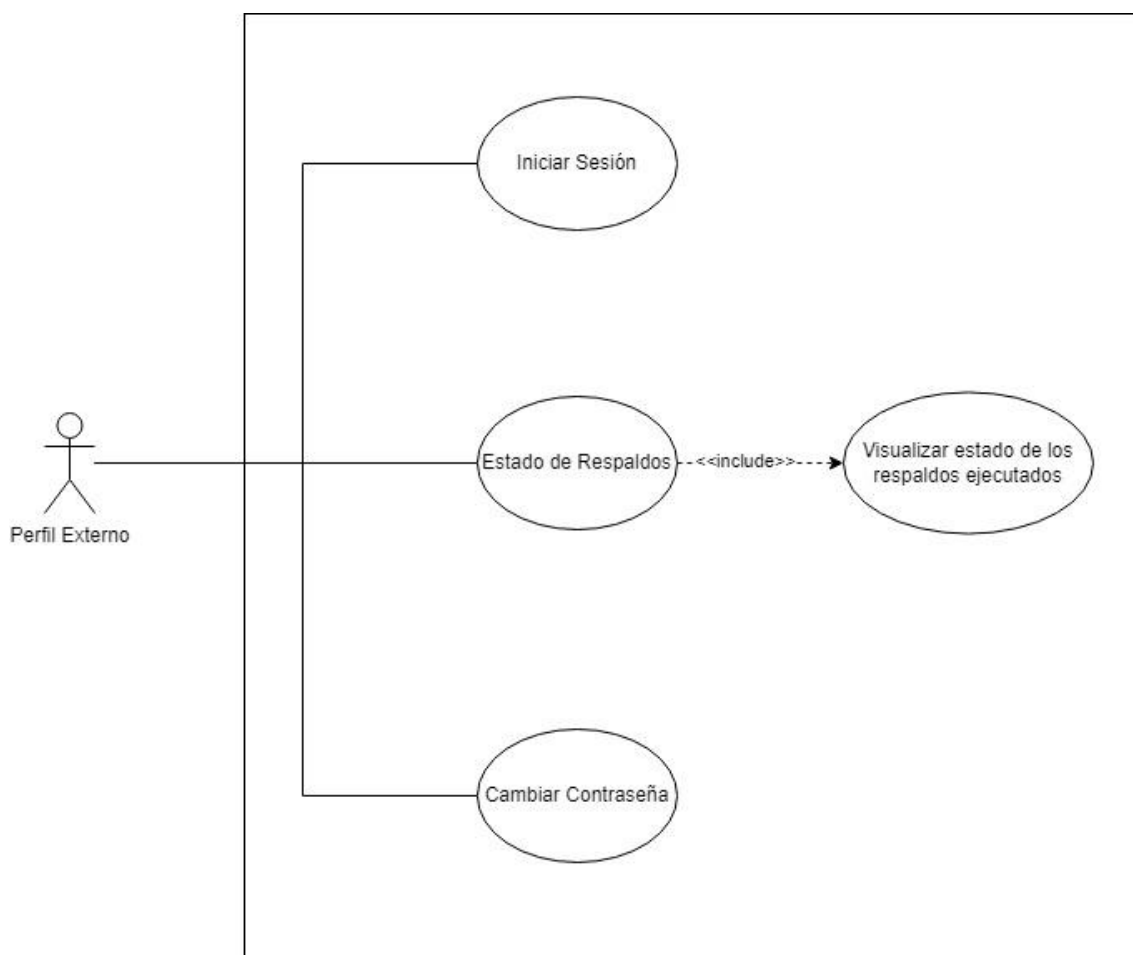 Iniciar Sesión
Perfil Externo
Estado de Respaldos
<<include>>
Visualizar estado de los
respaldos ejecutados
Cambiar Contraseña